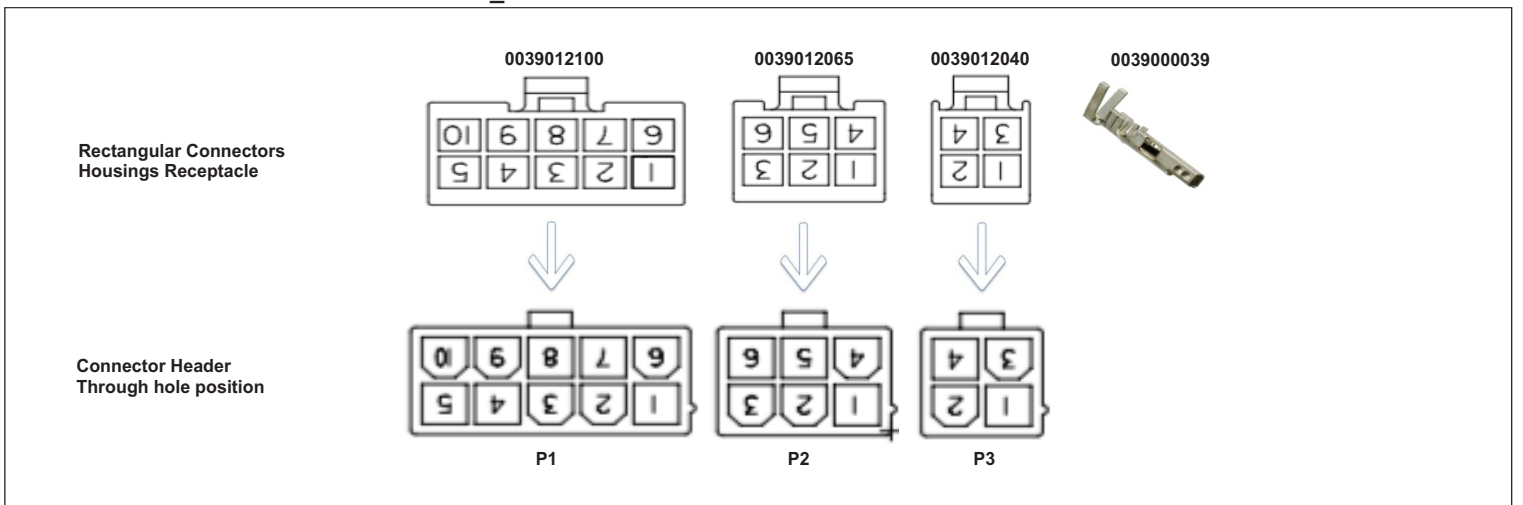 0039012100 0039012065 0039012040 0039000039
10 9 8 7 6
5 4 3 2 1
6 5 4
3 2 1
4 3
2 1
Rectangular Connectors
Housings Receptacle
10 9 8 7 6
5 4 3 2 1
6 5 4
3 2 1
4 3
2 1
Connector Header
Through hole position
P1 P2 P3